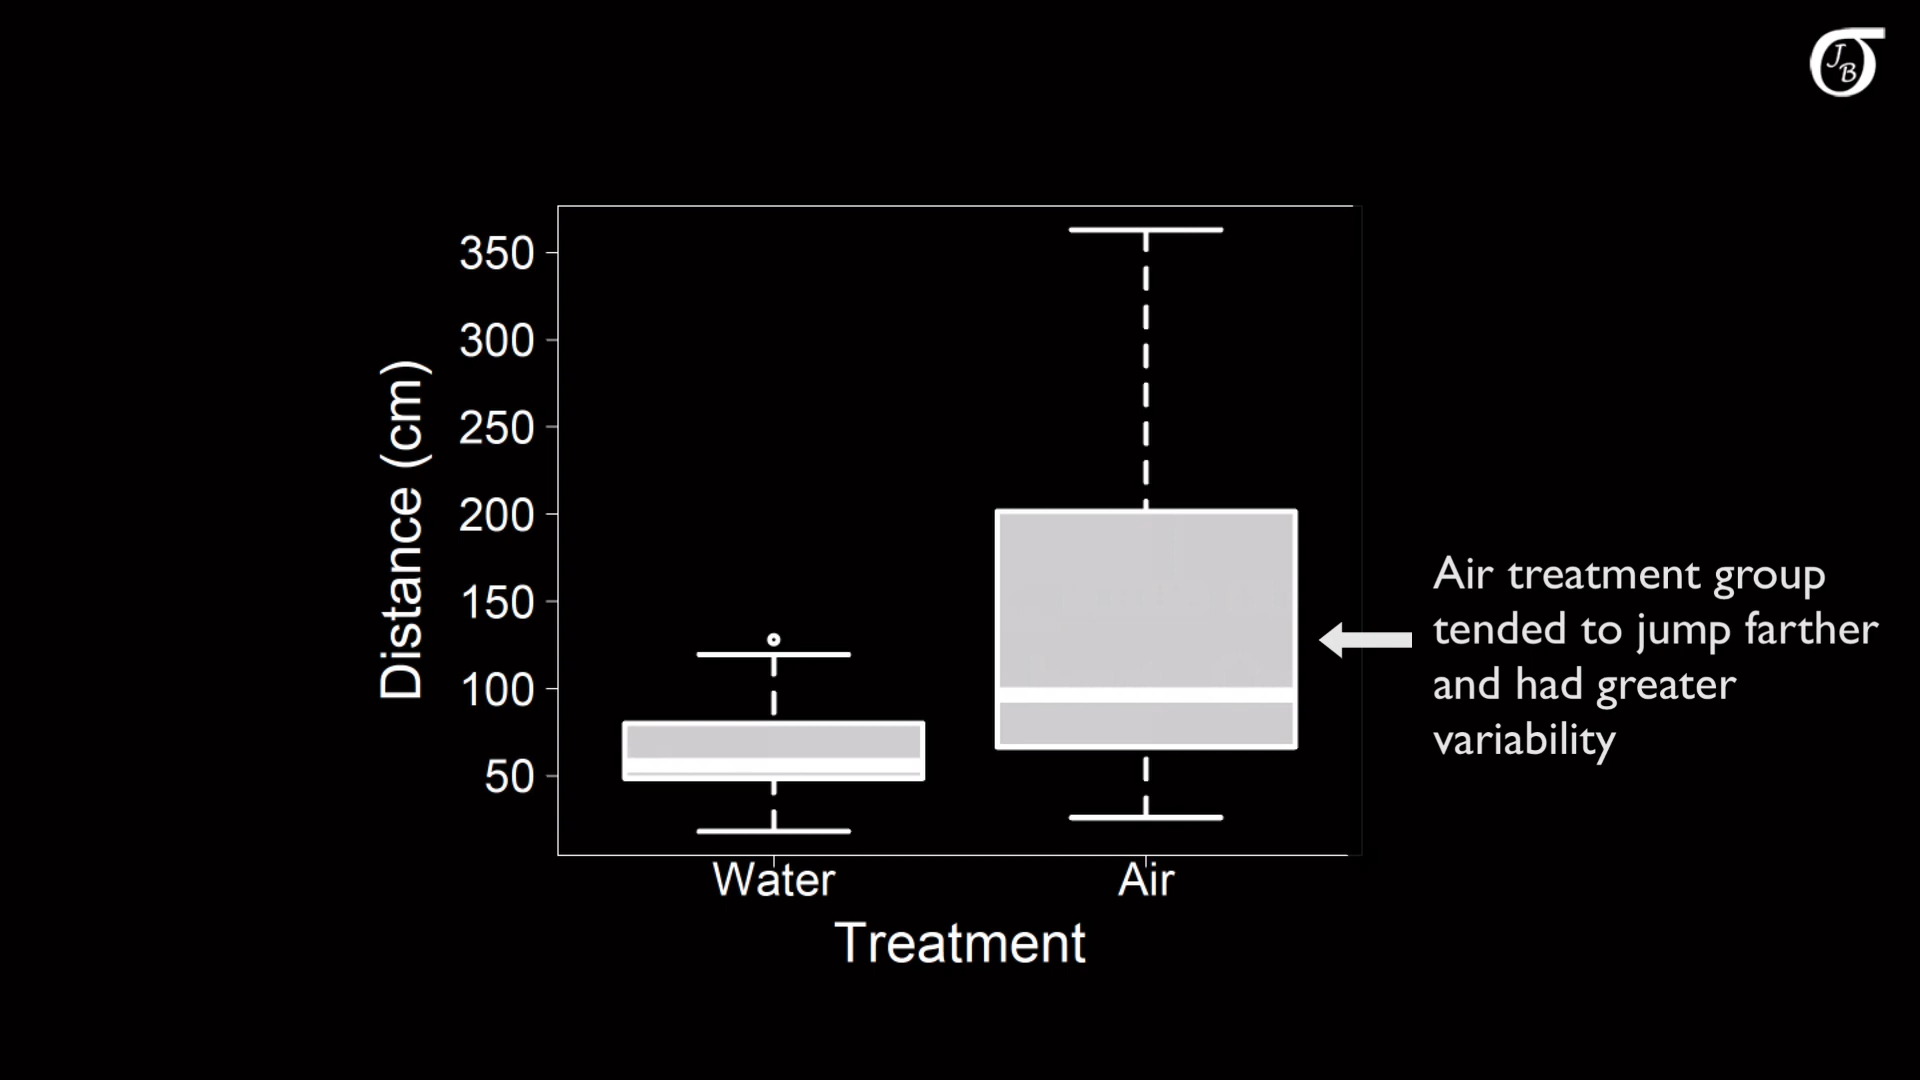 JB
350
300
250
200
150
100
50
Distance (cm)
Water
Air
Treatment
Air treatment group
tended to jump farther
and had greater
variability